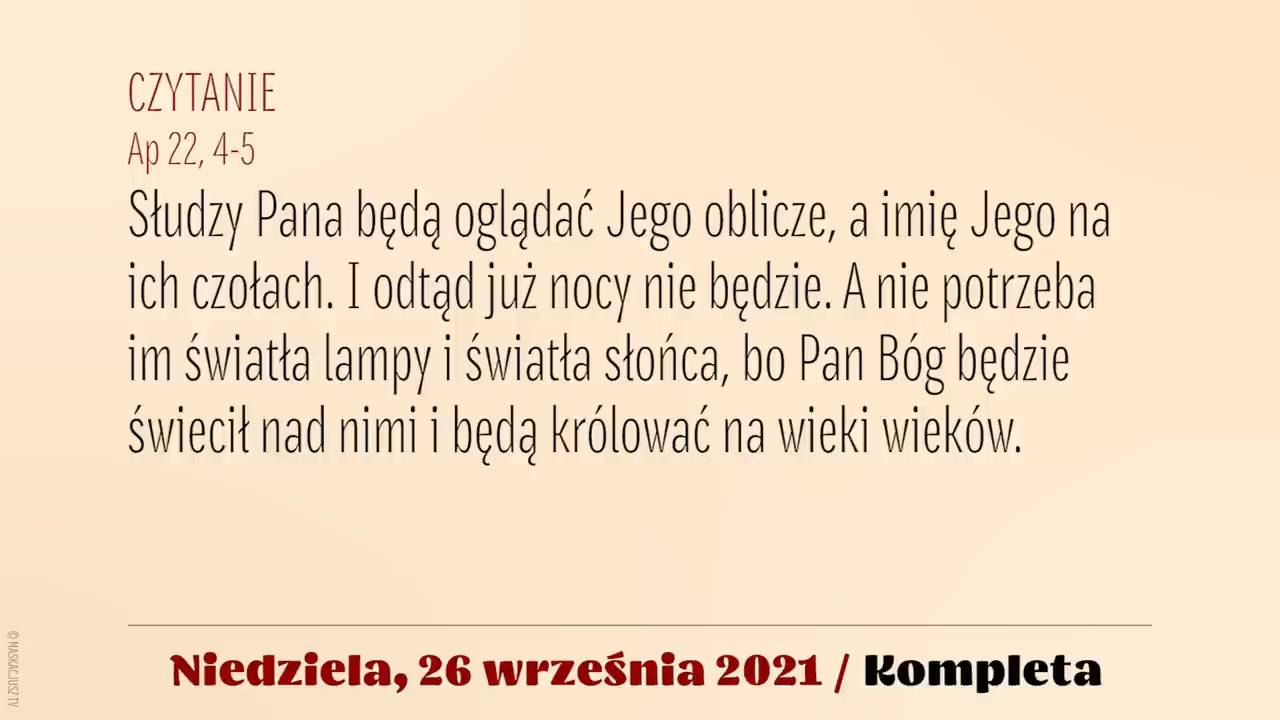 CZYTANIE
Ap 22, 4-5
Słudzy Pana będą oglądać Jego oblicze, a imię Jego na
ich czołach. I odtąd już nocy nie będzie. A nie potrzeba
im światła lampy i światła słońca, bo Pan Bóg będzie
świecił nad nimi i będą królować na wieki wieków.
Niedziela, 26 września 2021 / Kompleta
© MASKACJUSZ TV